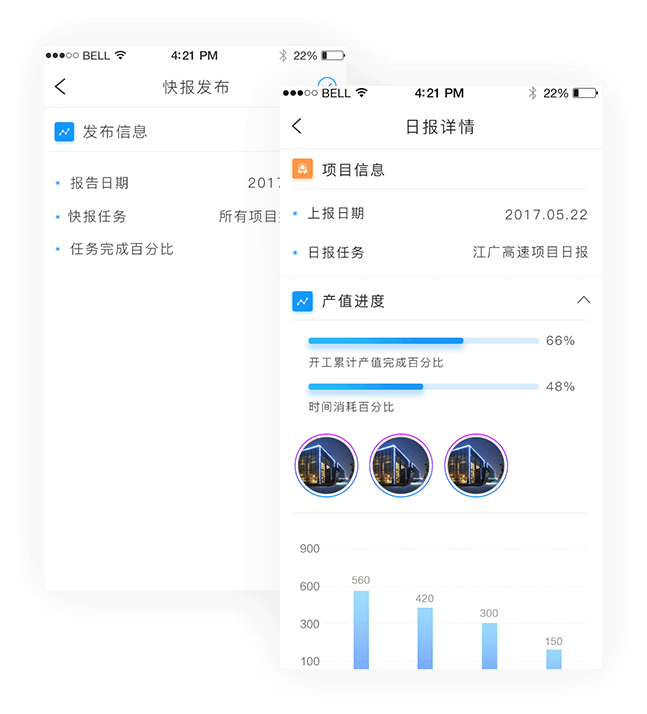 BELL 4:21 PM 22%
快报发布
发布信息
报告日期 2017
快报任务 所有项目
任务完成百分比
BELL 4:21 PM 22%
日报详情
项目信息
上报日期 2017.05.22
日报任务 江广高速项目日报
产值进度
66%
开工累计产值完成百分比
48%
时间消耗百分比
900
600
300
100
560
420
300
150